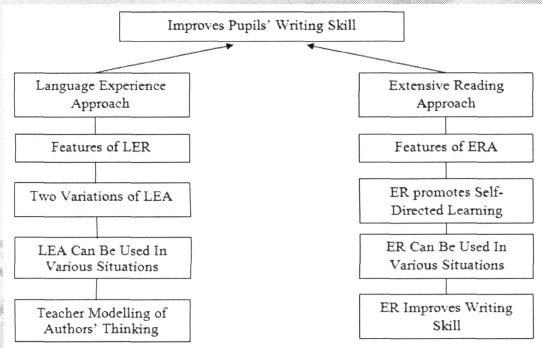 Improves Pupils' Writing Skill
Language Experience
Approach
Features of LER
Two Variations of LEA
LEA Can Be Used In
Various Situations
Teacher Modelling of
Authors' Thinking
Extensive Reading
Approach
Features of ERA
ER promotes Self-
Directed Learning
ER Can Be Used In
Various Situations
ER Improves Writing
Skill